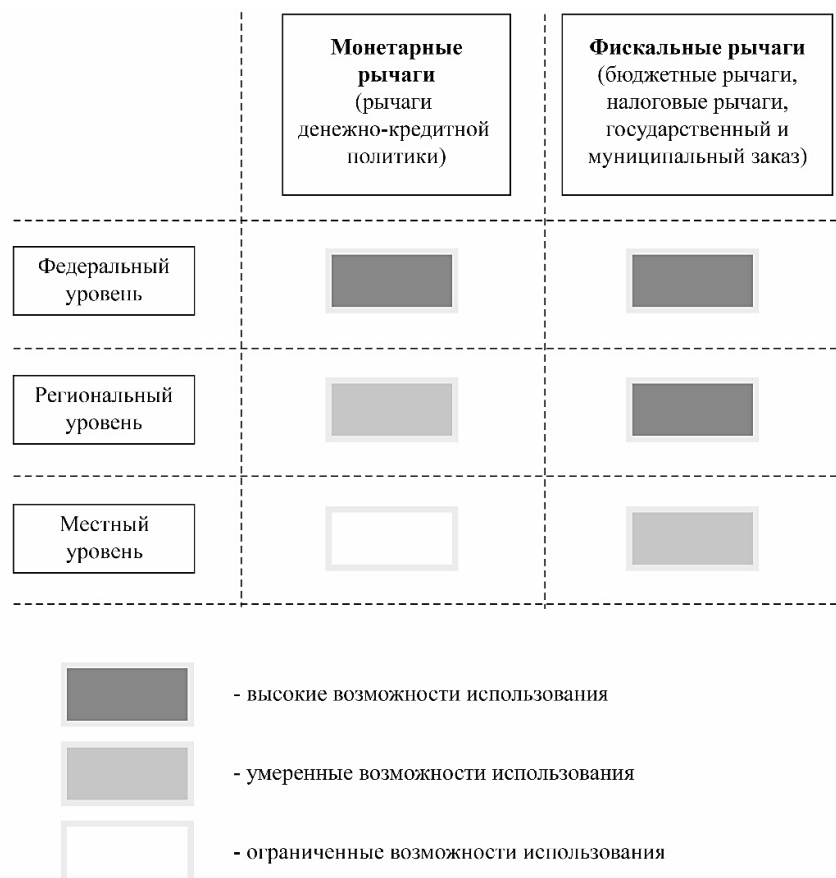 Монетарные
рычаги
(рычаги
денежно-кредитной
политики)
Фискальные рычаги
(бюджетные рычаги,
налоговые рычаги,
государственный и
муниципальный заказ)
Федеральный
уровень
Региональный
уровень
Местный
уровень
- высокие возможности использования
- умеренные возможности использования
- ограниченные возможности использования